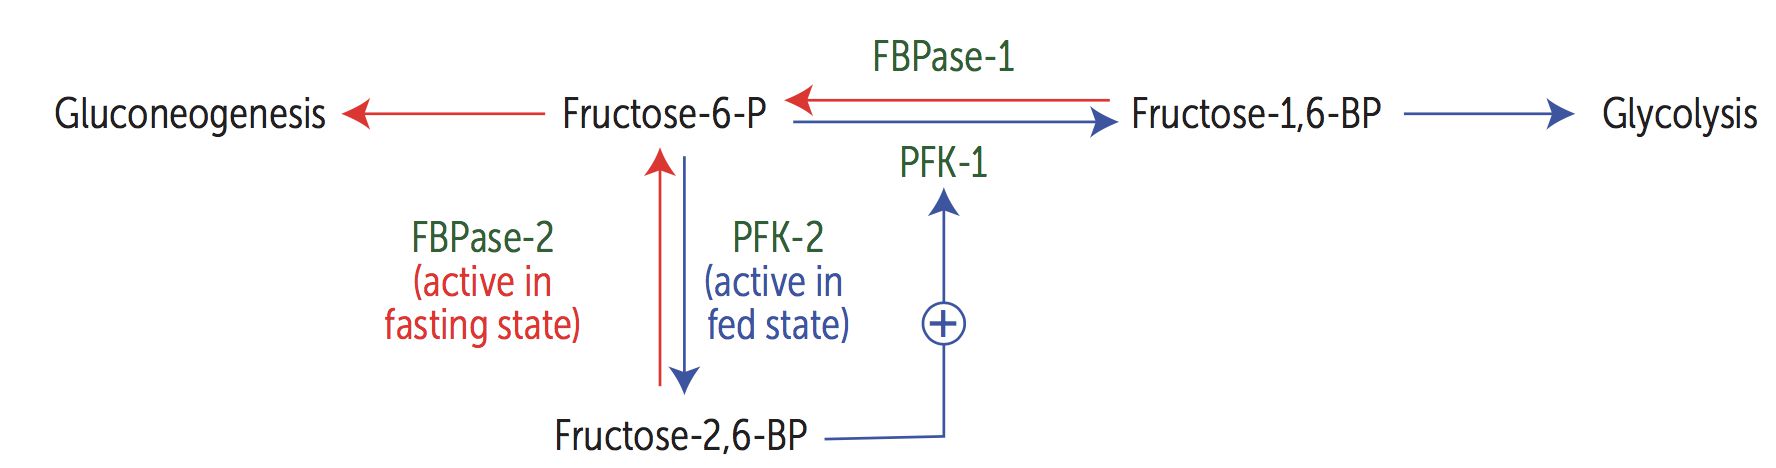 FBPase-1
Gluconeogenesis Fructose-6-P Fructose-1,6-BP Glycolysis
PFK-1
FBPase-2
(active in
fasting state)
PFK-2
(active in
fed state)
+
Fructose-2,6-BP